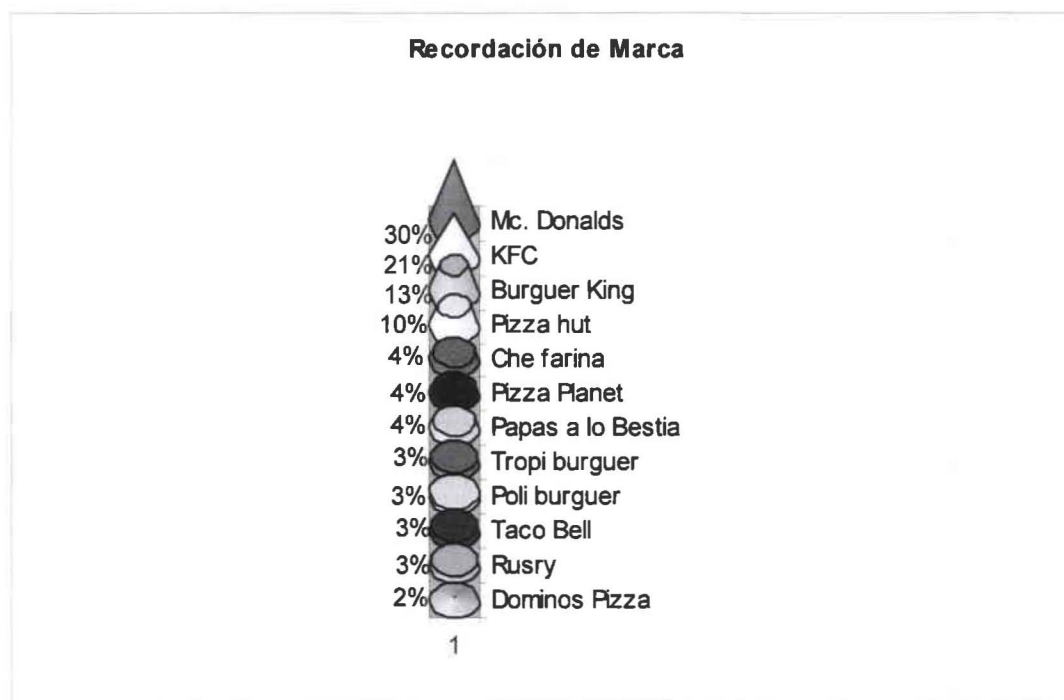 Recordación de Marca
30% Mc. Donalds
21% KFC
13% Burguer King
10% Pizza hut
4% Che farina
4% Pizza Planet
4% Papas a lo Bestia
3% Tropi burguer
3% Poli burguer
3% Taco Bell
3% Rusry
2% Dominos Pizza
1